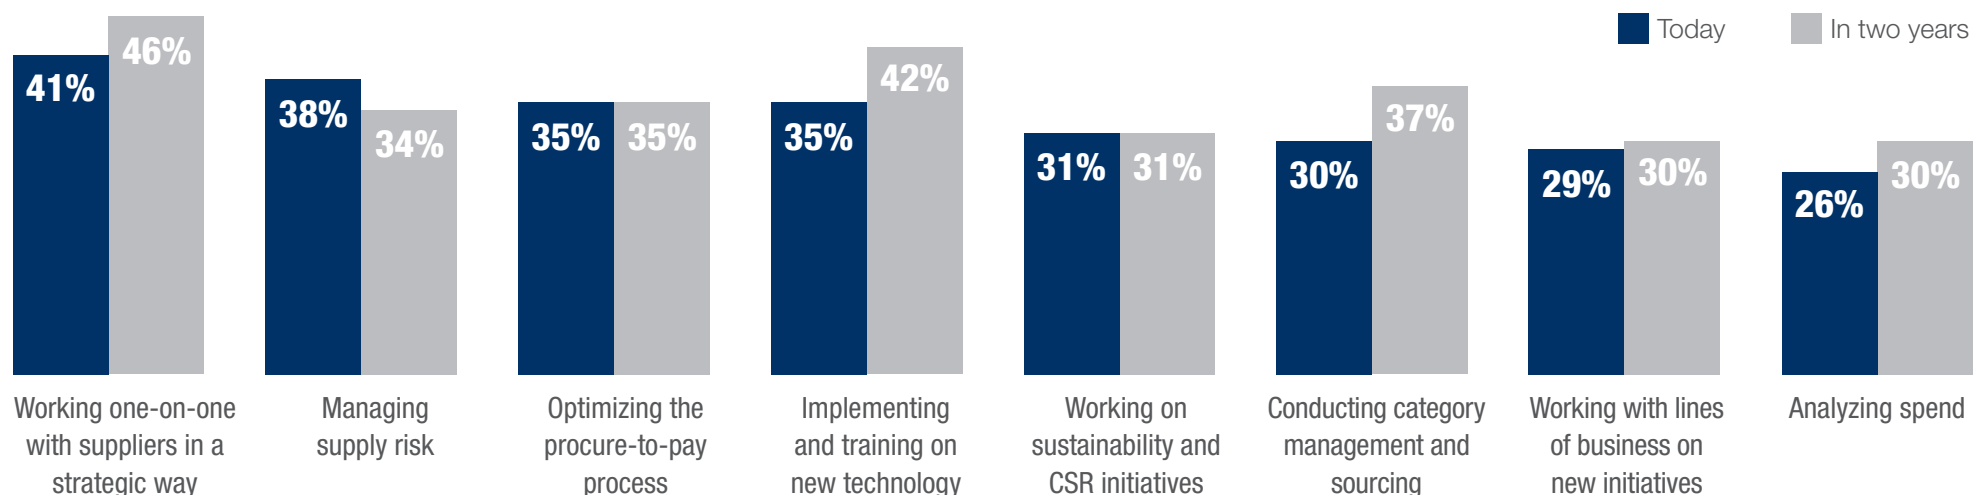 Today
In two years
41%
46%
38%
34%
35%
35%
35%
42%
31%
31%
30%
37%
29%
30%
26%
30%
Working one-on-one
with suppliers in a
strategic way
Managing
supply risk
Optimizing the
procure-to-pay
process
Implementing
and training on
new technology
Working on
sustainability and
CSR initiatives
Conducting category
management and
sourcing
Working with lines
of business on
new initiatives
Analyzing spend